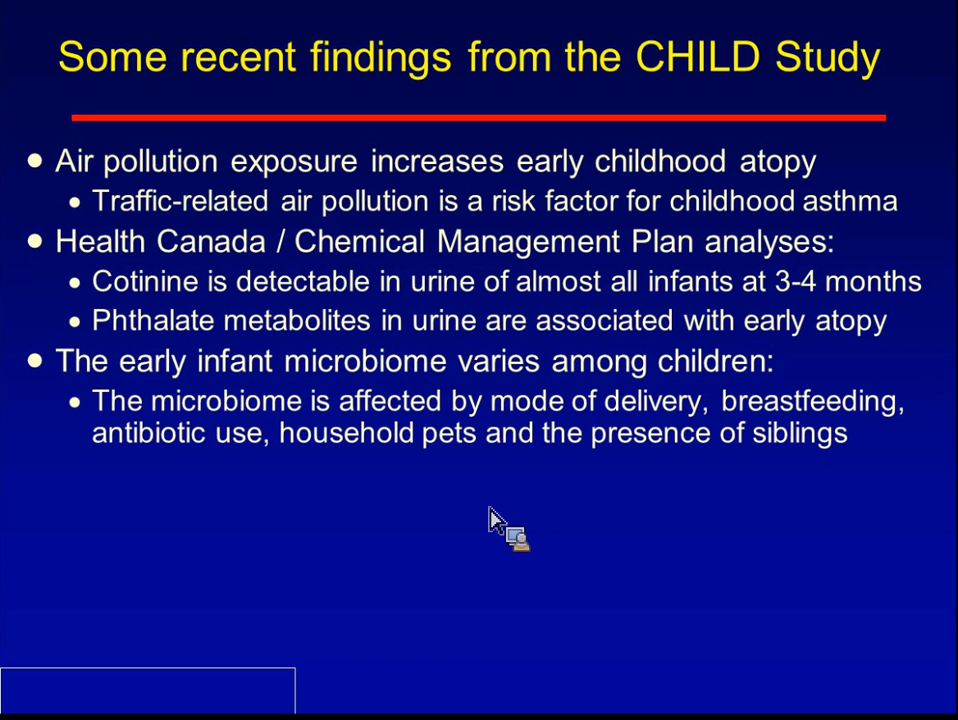 Some recent findings from the CHILD Study
• Air pollution exposure increases early childhood atopy
• Traffic-related air pollution is a risk factor for childhood asthma
• Health Canada / Chemical Management Plan analyses:
• Cotinine is detectable in urine of almost all infants at 3-4 months
• Phthalate metabolites in urine are associated with early atopy
• The early infant microbiome varies among children:
• The microbiome is affected by mode of delivery, breastfeeding,
antibiotic use, household pets and the presence of siblings